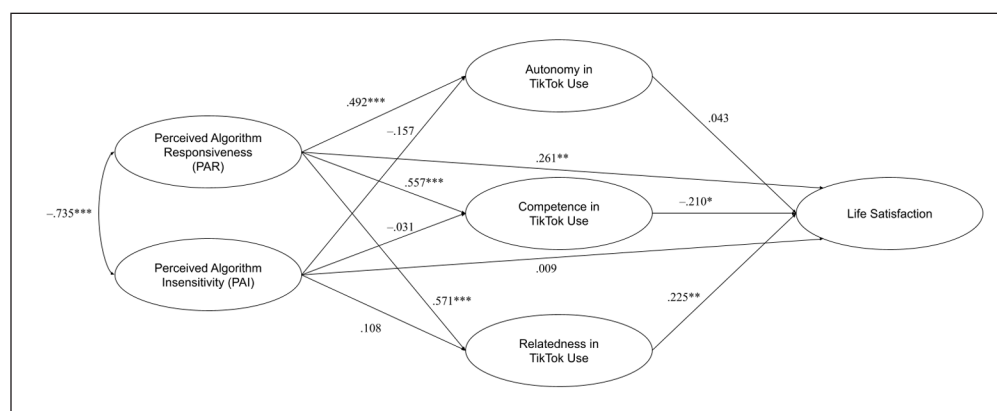 Autonomy in
TikTok Use
.492***
–.157
.043
Perceived Algorithm
Responsiveness
(PAR)
.261**
.557***
–.735***
Competence in
TikTok Use
–.210*
Life Satisfaction
–.031
Perceived Algorithm
Insensitivity (PAI)
.009
.571***
.225**
.108
Relatedness in
TikTok Use